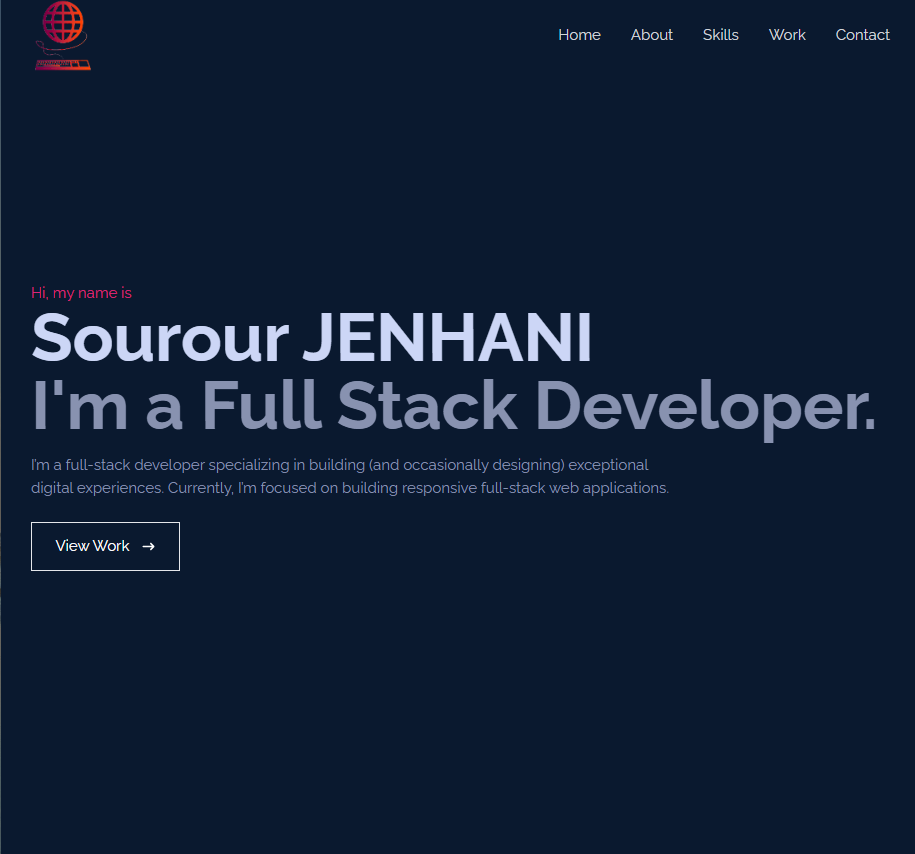 Home About Skills Work Contact
Hi, my name is
Sourour JENHANI
I'm a Full Stack Developer.
I'm a full-stack developer specializing in building (and occasionally designing) exceptional
digital experiences. Currently, I'm focused on building responsive full-stack web applications.
View Work →